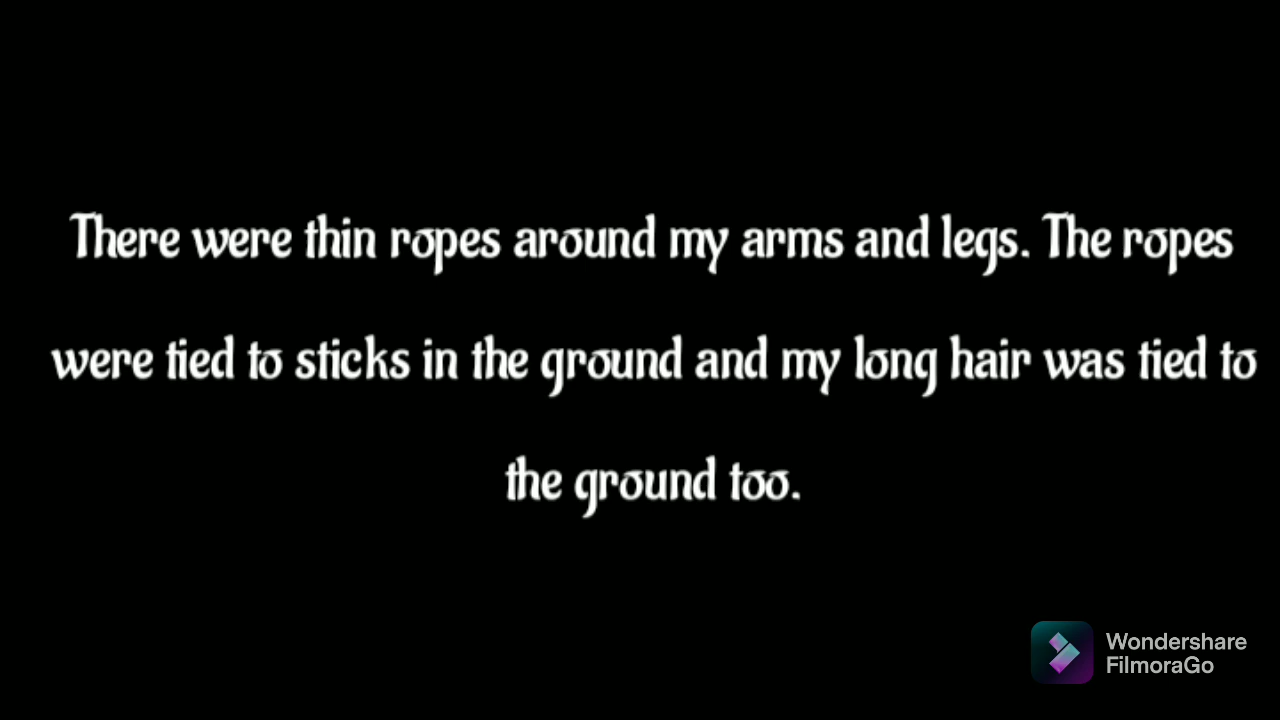 There were thin ropes around my arms and legs. The ropes
were tied to sticks in the ground and my long hair was tied to
the ground too.
Wondershare
FilmoraGo